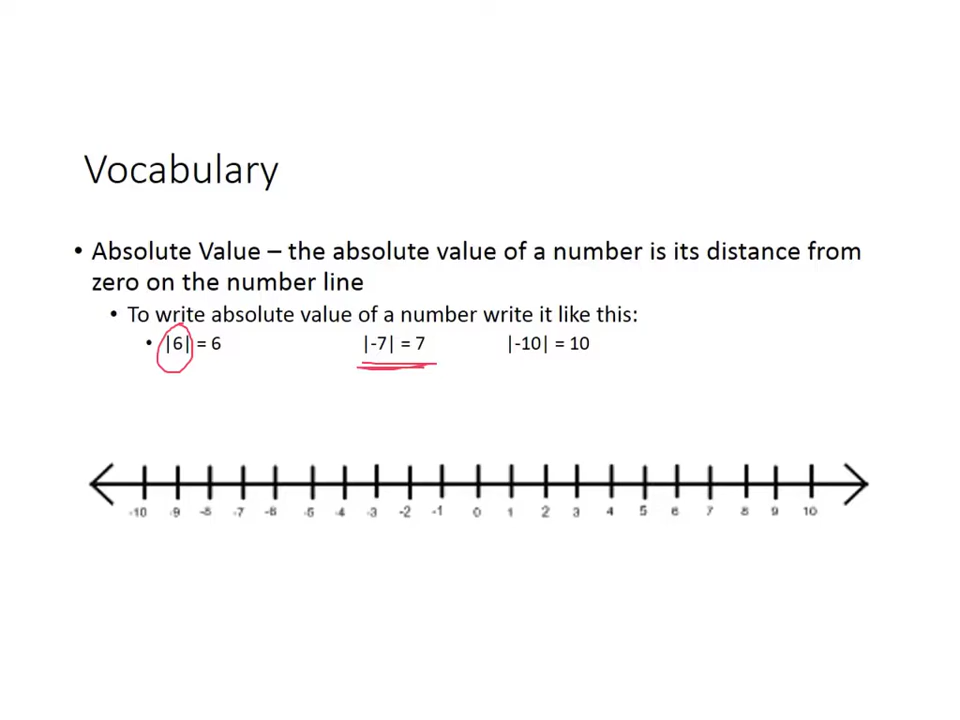 Vocabulary
• Absolute Value – the absolute value of a number is its distance from
zero on the number line
• To write absolute value of a number write it like this:
• |6| = 6 |-7| = 7 |-10| = 10
-10 -9 -8 -7 -6 -5 -4 -3 -2 -1 0 1 2 3 4 5 6 7 8 9 10